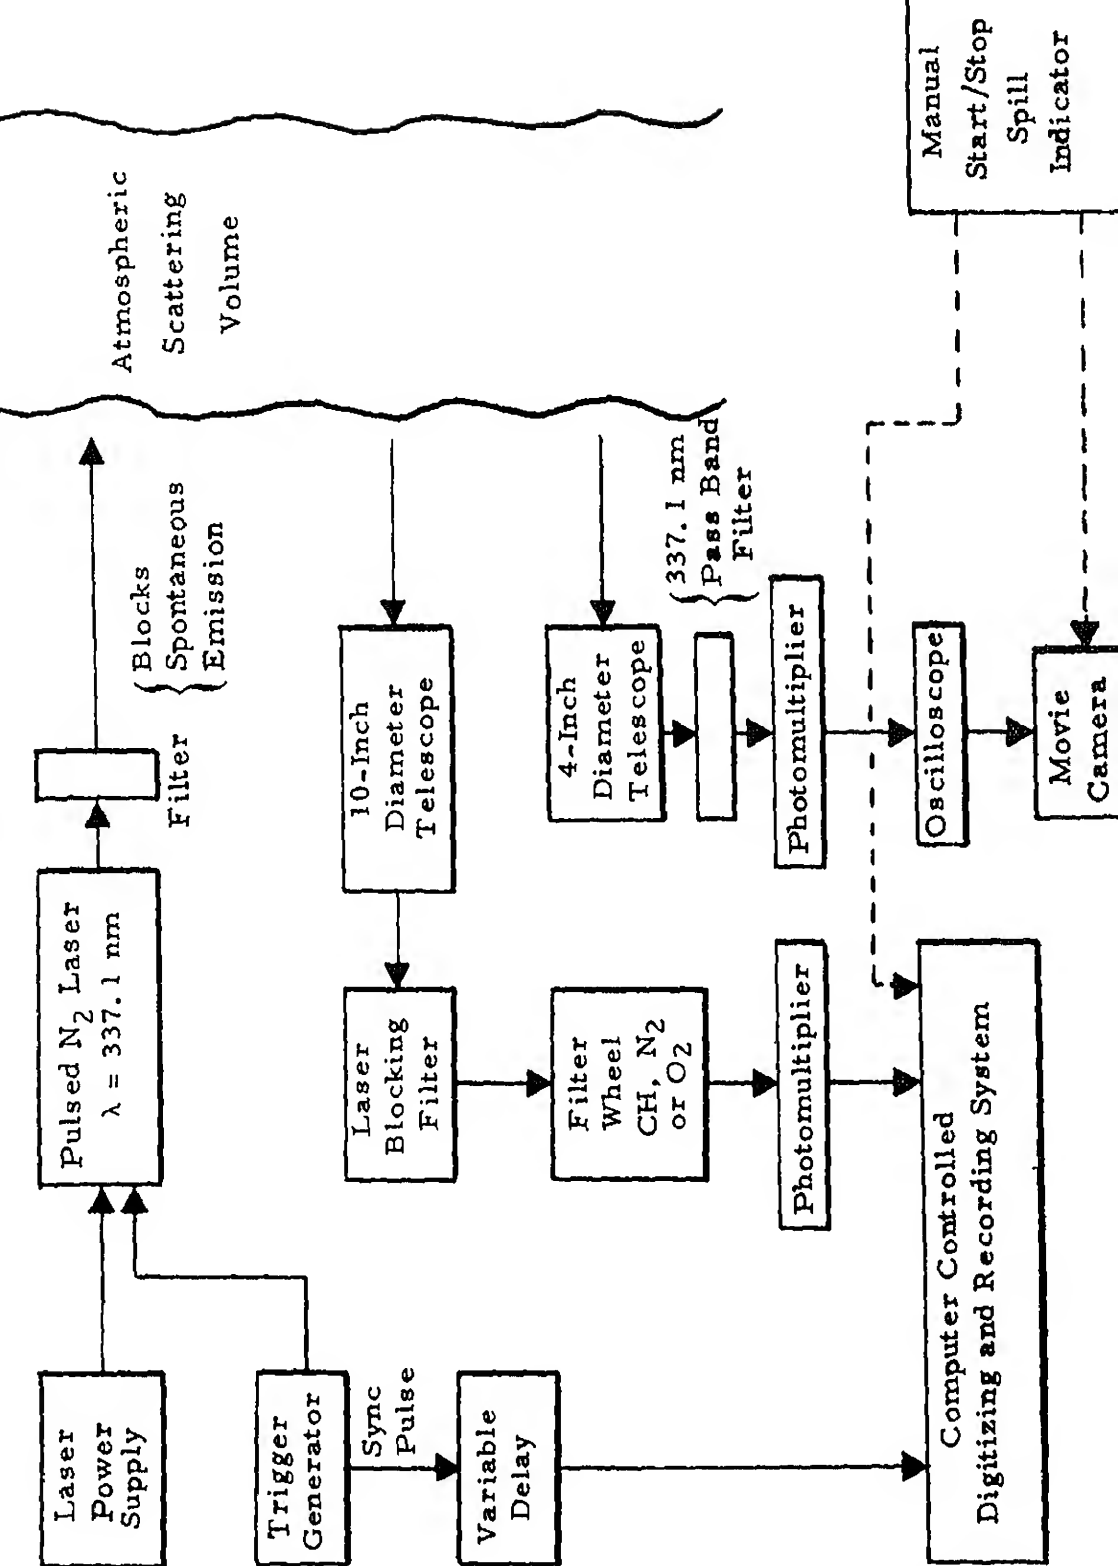 Laser
Power
Supply
Pulsed N2 Laser
λ = 337.1 nm
Filter
Blocks
Spontaneous
Emission
Atmospheric
Scattering
Volume
Trigger
Generator
Sync
Pulse
Variable
Delay
10-Inch
Diameter
Telescope
Laser
Blocking
Filter
Filter
Wheel
CH, N2
or O2
Photomultiplier
4-Inch
Diameter
Telescope
337.1 nm
Pass Band
Filter
Photomultiplier
Oscilloscope
Movie
Camera
Manual
Start/Stop
Spill
Indicator
Computer Controlled
Digitizing and Recording System